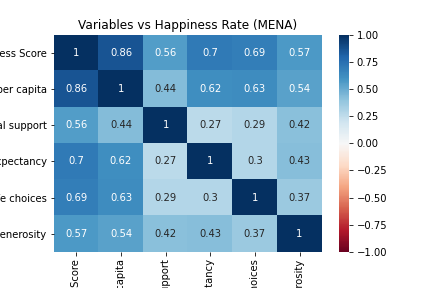 Variables vs Happiness Rate (MENA)
ess Score 1 0.86 0.56 0.7 0.69 0.57
per capita 0.86 1 0.44 0.62 0.63 0.54
al support 0.56 0.44 1 0.27 0.29 0.42
xpectancy 0.7 0.62 0.27 1 0.3 0.43
e choices 0.69 0.63 0.29 0.3 1 0.37
enerosity 0.57 0.54 0.42 0.43 0.37 1
Score
capita
pport
tancy
hoices
rosity
1.00
0.75
0.50
0.25
0.00
−0.25
−0.50
−0.75
−1.00